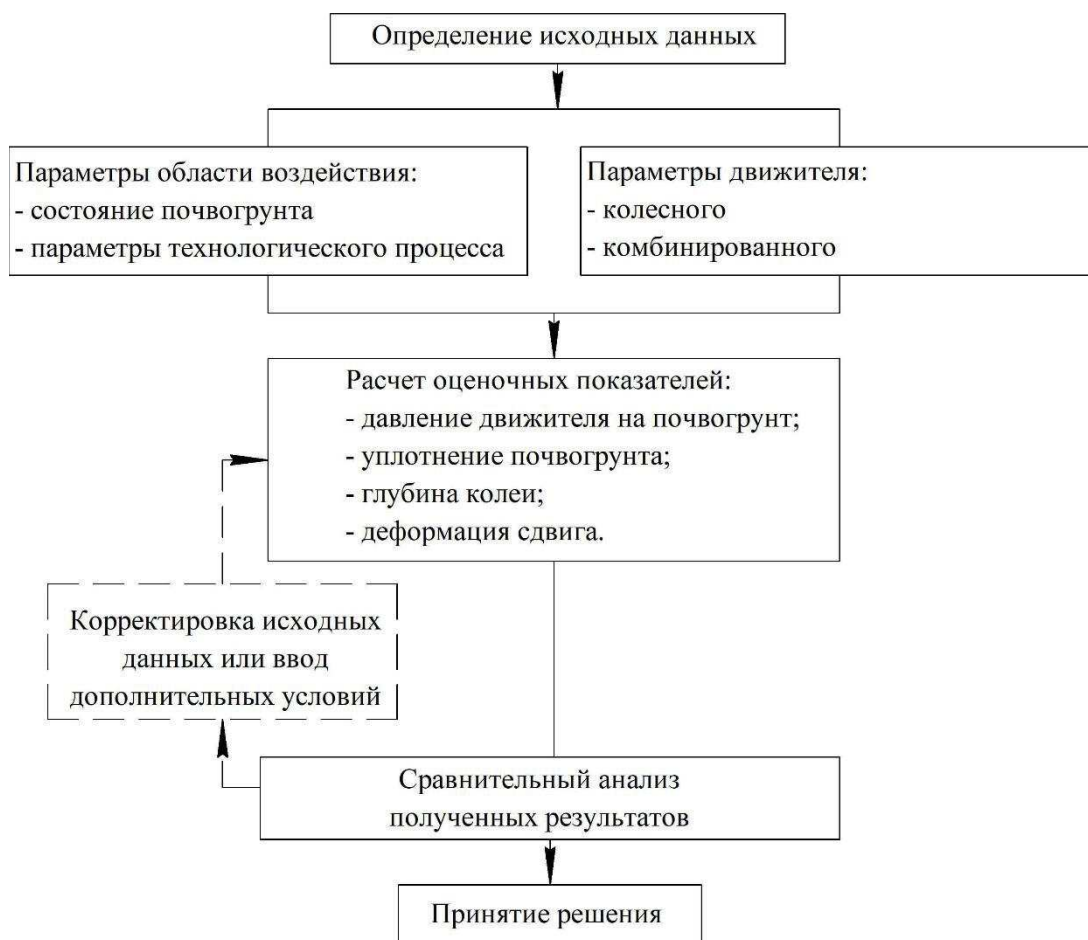 Определение исходных данных
Параметры области воздействия:
- состояние почвогрунта
- параметры технологического процесса
Параметры движителя:
- колесного
- комбинированного
Расчет оценочных показателей:
- давление движителя на почвогрунт;
- уплотнение почвогрунта;
- глубина колеи;
- деформация сдвига.
Корректировка исходных
данных или ввод
дополнительных условий
Сравнительный анализ
полученных результатов
Принятие решения